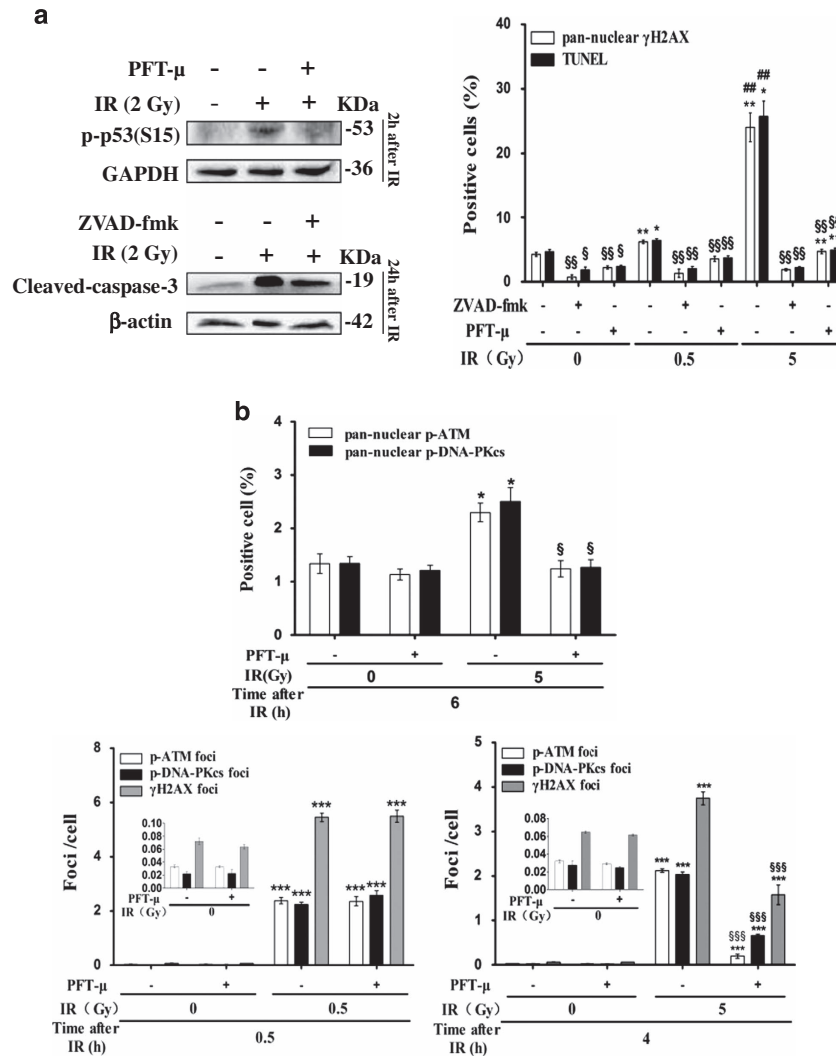 a
PFT-μ - - +
IR (2 Gy) - + + KDa
p-p53(S15) -53
GAPDH -36
2h after IR
ZVAD-fmk - - +
IR (2 Gy) - + + KDa
Cleaved-caspase-3 -19
β-actin -42
24h after IR
pan-nuclear γH2AX
TUNEL
Positive cells (%)
40
30
20
10
0
§§ § §§ § ** * §§ §§ §§ §§ ## ** ## * §§ §§ §§ ** §§ **
ZVAD-fmk - + - - + - - + -
PFT-μ - - + - - + - - +
IR（Gy） 0 0.5 5
b
pan-nuclear p-ATM
pan-nuclear p-DNA-PKcs
Positive cell (%)
4
3
2
1
0
* * § §
PFT-μ - + - +
IR(Gy) 0 5
Time after IR (h) 6
p-ATM foci
p-DNA-PKcs foci
γH2AX foci
Foci /cell
8
6
4
2
0
0.10
0.08
0.06
0.04
0.02
0.00
PFT-μ - +
IR（Gy） 0
*** *** *** *** *** ***
PFT-μ - + - +
IR（Gy） 0 0.5
Time after IR (h) 0.5
p-ATM foci
p-DNA-PKcs foci
γH2AX foci
Foci /cell
5
4
3
2
1
0
0.08
0.06
0.04
0.02
0.00
PFT-μ - +
IR（Gy） 0
*** *** *** §§§ *** §§§ *** §§§ ***
PFT-μ - + - +
IR（Gy） 0 5
Time after IR (h) 4